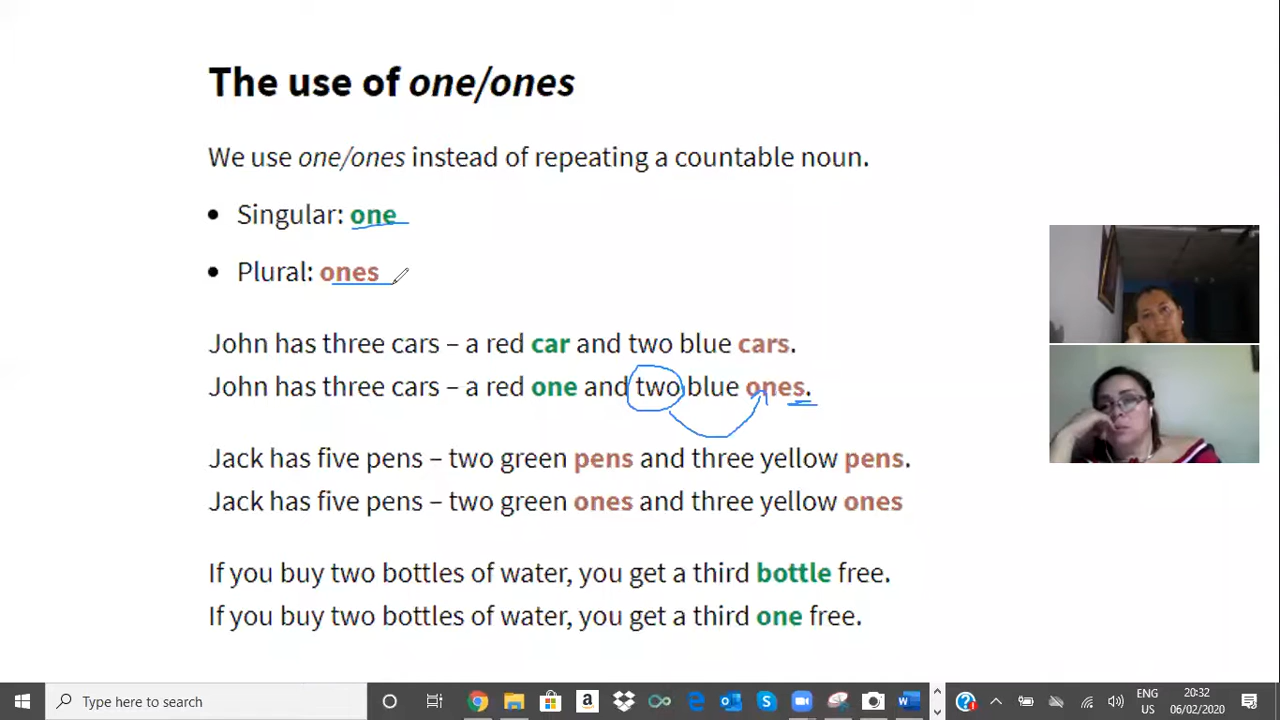 The use of one/ones
We use one/ones instead of repeating a countable noun.
• Singular: one
• Plural: ones
John has three cars – a red car and two blue cars.
John has three cars – a red one and two blue ones.
Jack has five pens – two green pens and three yellow pens.
Jack has five pens – two green ones and three yellow ones
If you buy two bottles of water, you get a third bottle free.
If you buy two bottles of water, you get a third one free.
Type here to search
ENG
US
20:32
06/02/2020